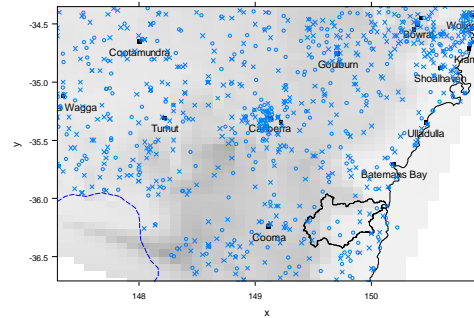 -34.5
-35.0
-35.5
-36.0
-36.5
y
Bowral
Cootamundra
Goulburn
Shoalhaven
Wagga
Tumut
Canberra
Ulladulla
Batemans Bay
Cooma
148
149
150
x